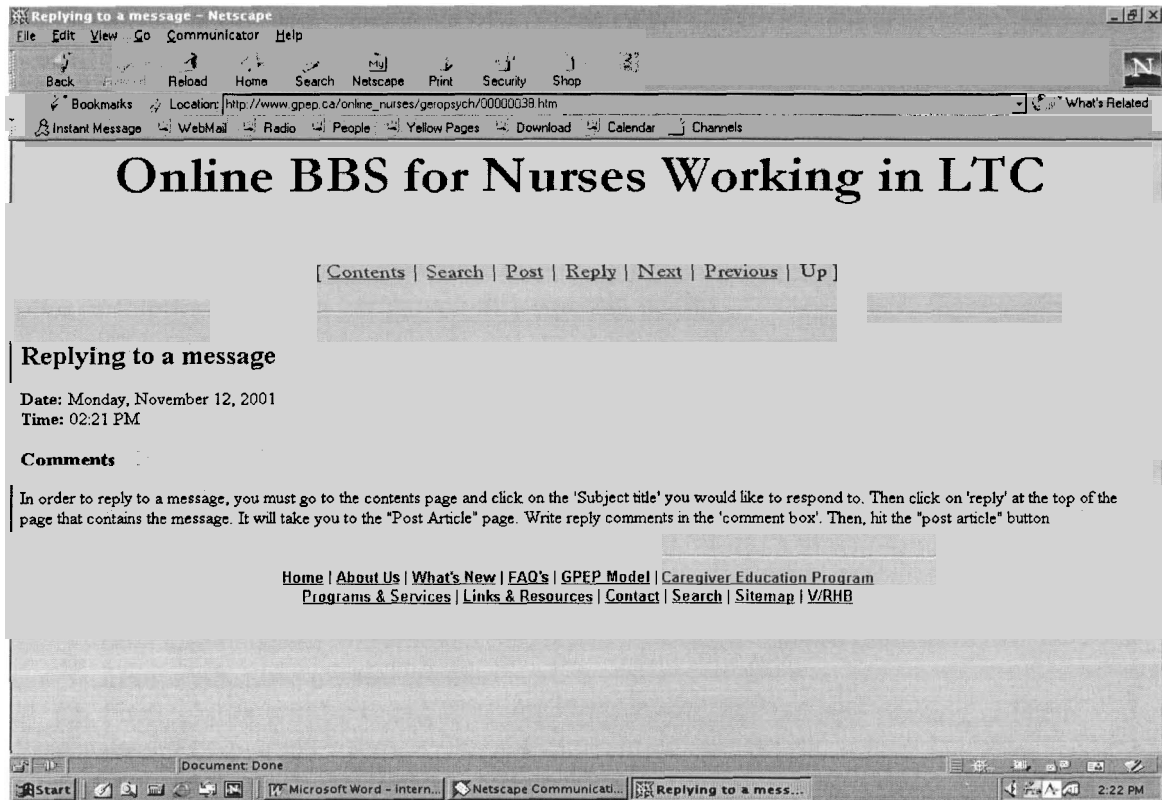 Replying to a message - Netscape
File Edit View Go Communicator Help
Back Reload Home Search Netscape Print Security Shop
My
N
Bookmarks Location: http://www.gpep.ca/online_nurses/geropsych/00000038.htm What's Related
Instant Message WebMail Radio People Yellow Pages Download Calendar Channels
Online BBS for Nurses Working in LTC
[ Contents | Search | Post | Reply | Next | Previous | Up ]
Replying to a message
Date: Monday, November 12, 2001
Time: 02:21 PM
Comments
In order to reply to a message, you must go to the contents page and click on the 'Subject title' you would like to respond to. Then click on 'reply' at the top of the
page that contains the message. It will take you to the "Post Article" page. Write reply comments in the 'comment box'. Then, hit the "post article" button
Home | About Us | What's New | FAQ's | GPEP Model | Caregiver Education Program
Programs & Services | Links & Resources | Contact | Search | Sitemap | V/RHB
Document: Done
Start Microsoft Word - Intern... Netscape Communicati... Replying to a mess... 2:22 PM